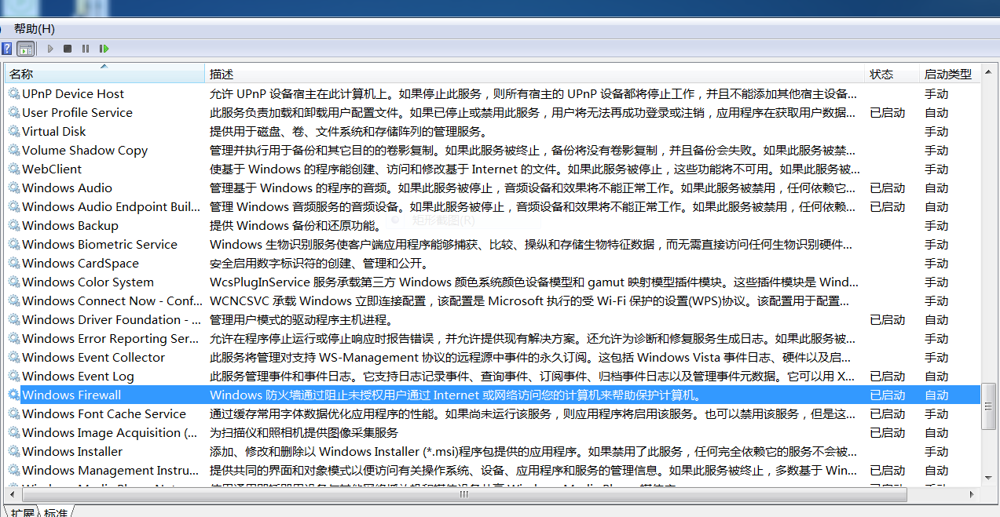 帮助(H)
名称 描述 状态 启动类型
UPnP Device Host 允许 UPnP 设备宿主在此计算机上。如果停止此服务，则所有宿主的 UPnP 设备都将停止工作，并且不能添加其他宿主设备... 手动
User Profile Service 此服务负责加载和卸载用户配置文件。如果已停止或禁用此服务，用户将无法再成功登录或注销，应用程序在获取用户数据... 已启动 自动
Virtual Disk 提供用于磁盘、卷、文件系统和存储阵列的管理服务。 手动
Volume Shadow Copy 管理并执行用于备份和其它目的的卷影复制。如果此服务被终止，备份将没有卷影复制，并且备份会失败。如果此服务被禁... 手动
WebClient 使基于 Windows 的程序能创建、访问和修改基于 Internet 的文件。如果此服务被停止，这些功能将不可用。如果此服务被... 手动
Windows Audio 管理基于 Windows 的程序的音频。如果此服务被停止，音频设备和效果将不能正常工作。如果此服务被禁用，任何依赖它... 已启动 自动
Windows Audio Endpoint Buil... 管理 Windows 音频服务的音频设备。如果此服务被停止，音频设备和效果将不能正常工作。如果此服务被禁用，任何依赖... 已启动 自动
矩形截图(R)
Windows Backup 提供 Windows 备份和还原功能。 手动
Windows Biometric Service Windows 生物识别服务使客户端应用程序能够捕获、比较、操纵和存储生物特征数据，而无需直接访问任何生物识别硬件... 手动
Windows CardSpace 安全启用数字标识符的创建、管理和公开。 手动
Windows Color System WcsPlugInService 服务承载第三方 Windows 颜色系统颜色设备模型和 gamut 映射模型插件模块。这些插件模块是 Wind... 手动
Windows Connect Now - Conf... WCNCSVC 承载 Windows 立即连接配置，该配置是 Microsoft 执行的受 Wi-Fi 保护的设置(WPS)协议。该配置用于配置... 手动
Windows Driver Foundation - ... 管理用户模式的驱动程序主机进程。 已启动 自动
Windows Error Reporting Ser... 允许在程序停止运行或停止响应时报告错误，并允许提供现有解决方案。还允许为诊断和修复服务生成日志。如果此服务被... 手动
Windows Event Collector 此服务将管理对支持 WS-Management 协议的远程源中事件的永久订阅。这包括 Windows Vista 事件日志、硬件以及启... 手动
Windows Event Log 此服务管理事件和事件日志。它支持日志记录事件、查询事件、订阅事件、归档事件日志以及管理事件元数据。它可以用 X... 已启动 自动
Windows Firewall Windows 防火墙通过阻止未授权用户通过 Internet 或网络访问您的计算机来帮助保护计算机。 已启动 自动
Windows Font Cache Service 通过缓存常用字体数据优化应用程序的性能。如果尚未运行该服务，则应用程序将启用该服务。也可以禁用该服务，但是这... 已启动 自动
Windows Image Acquisition (... 为扫描仪和照相机提供图像采集服务 已启动 自动
Windows Installer 添加、修改和删除以 Windows Installer (*.msi)程序包提供的应用程序。如果禁用了此服务，任何完全依赖它的服务不会被... 手动
Windows Management Instru... 提供共同的界面和对象模式以便访问有关操作系统、设备、应用程序和服务的管理信息。如果此服务被终止，多数基于 Win... 已启动 自动
扩展 标准